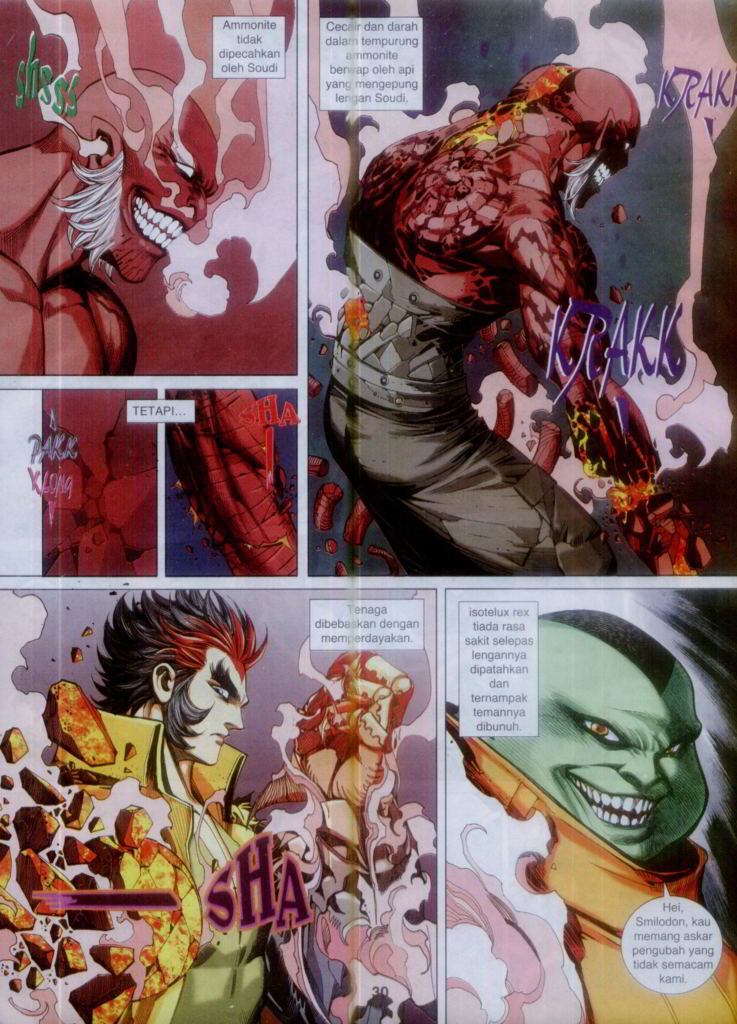 shsss
Ammonite
tidak
dipecahkan
oleh Soudi
Cecair dan darah
dalam tempurung
ammonite
berwap oleh api
yang mengepung
lengan Soudi.
KRAKK
KRAKK
PAKK
KLONG
TETAPI...
SHA
Tenaga
dibebaskan dengan
memperdayakan.
SHA
isotelux rex
tiada rasa
sakit selepas
lengannya
dipatahkan
dan
ternampak
temannya
dibunuh.
Hei,
Smilodon, kau
memang askar
pengubah yang
tidak semacam
kami.
30